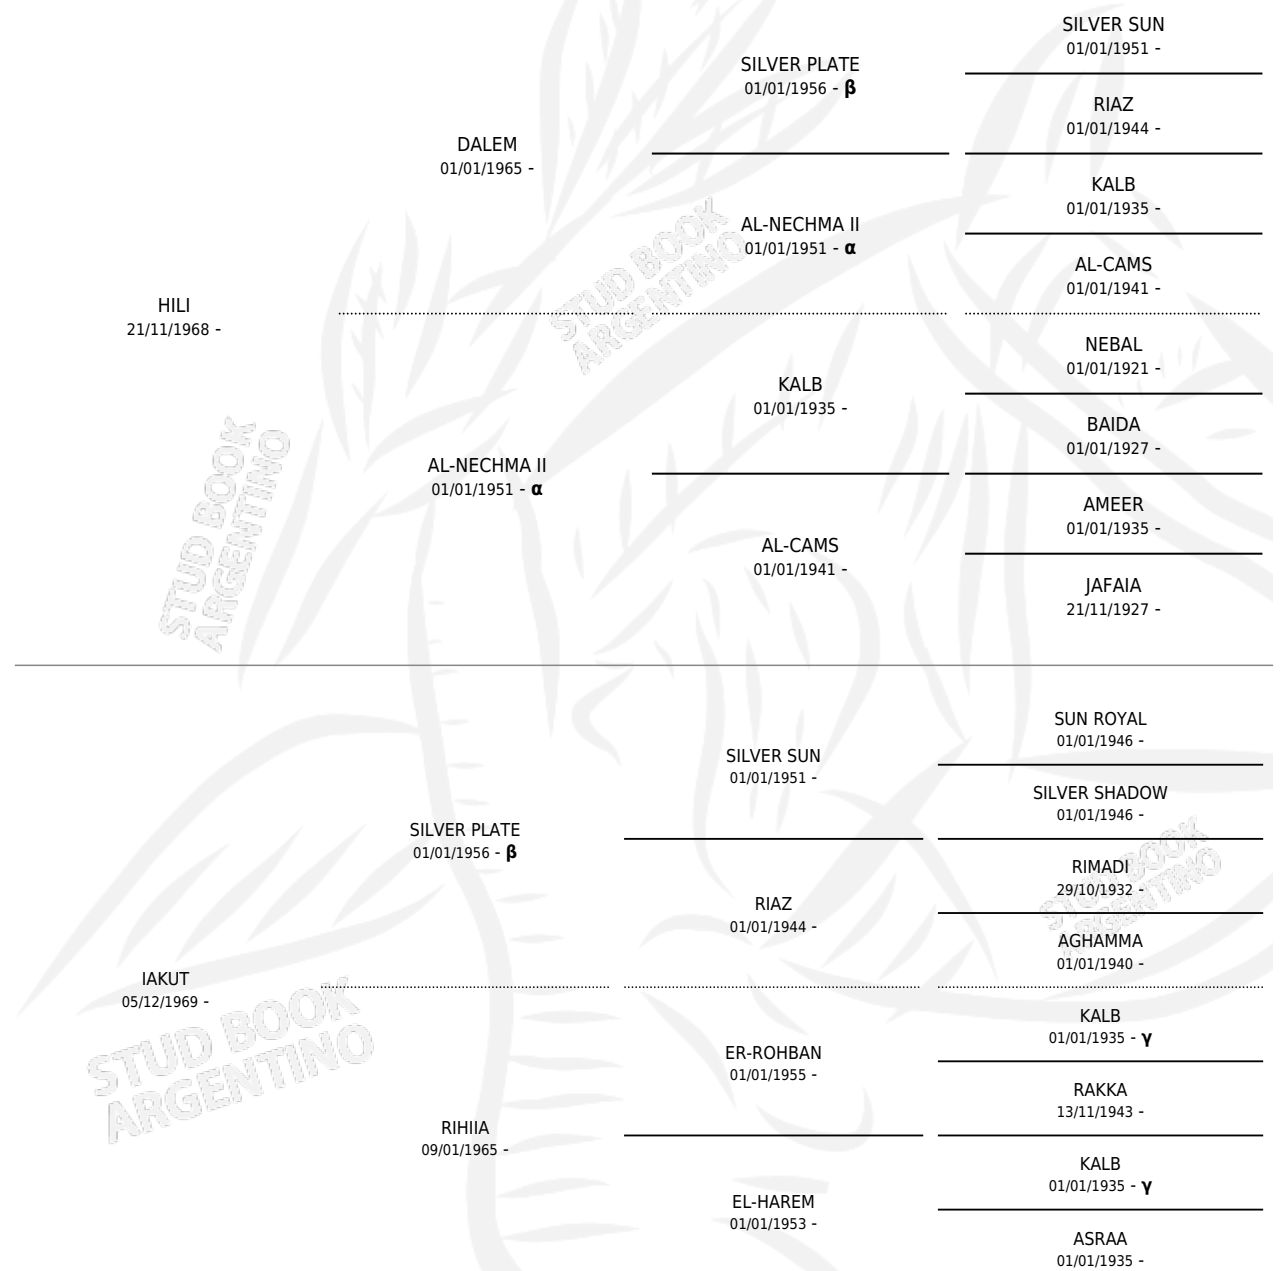 SILVER SUN
01/01/1951 -
SILVER PLATE
01/01/1956 - β
RIAZ
01/01/1944 -
DALEM
01/01/1965 -
KALB
01/01/1935 -
AL-NECHMA II
01/01/1951 - α
AL-CAMS
01/01/1941 -
HILI
21/11/1968 -
NEBAL
01/01/1921 -
KALB
01/01/1935 -
BAIDA
01/01/1927 -
AL-NECHMA II
01/01/1951 - α
AMEER
01/01/1935 -
AL-CAMS
01/01/1941 -
JAFAIA
21/11/1927 -
STUD BOOK
ARGENTINO
STUD BOOK
ARGENTINO
SUN ROYAL
01/01/1946 -
SILVER SUN
01/01/1951 -
SILVER SHADOW
01/01/1946 -
SILVER PLATE
01/01/1956 - β
RIMADI
29/10/1932 -
RIAZ
01/01/1944 -
AGHAMMA
01/01/1940 -
IAKUT
05/12/1969 -
KALB
01/01/1935 - γ
ER-ROHBAN
01/01/1955 -
RAKKA
13/11/1943 -
RIHIIA
09/01/1965 -
KALB
01/01/1935 - γ
EL-HAREM
01/01/1953 -
ASRAA
01/01/1935 -
STUD BOOK
ARGENTINO
STUD BOOK
ARGENTINO